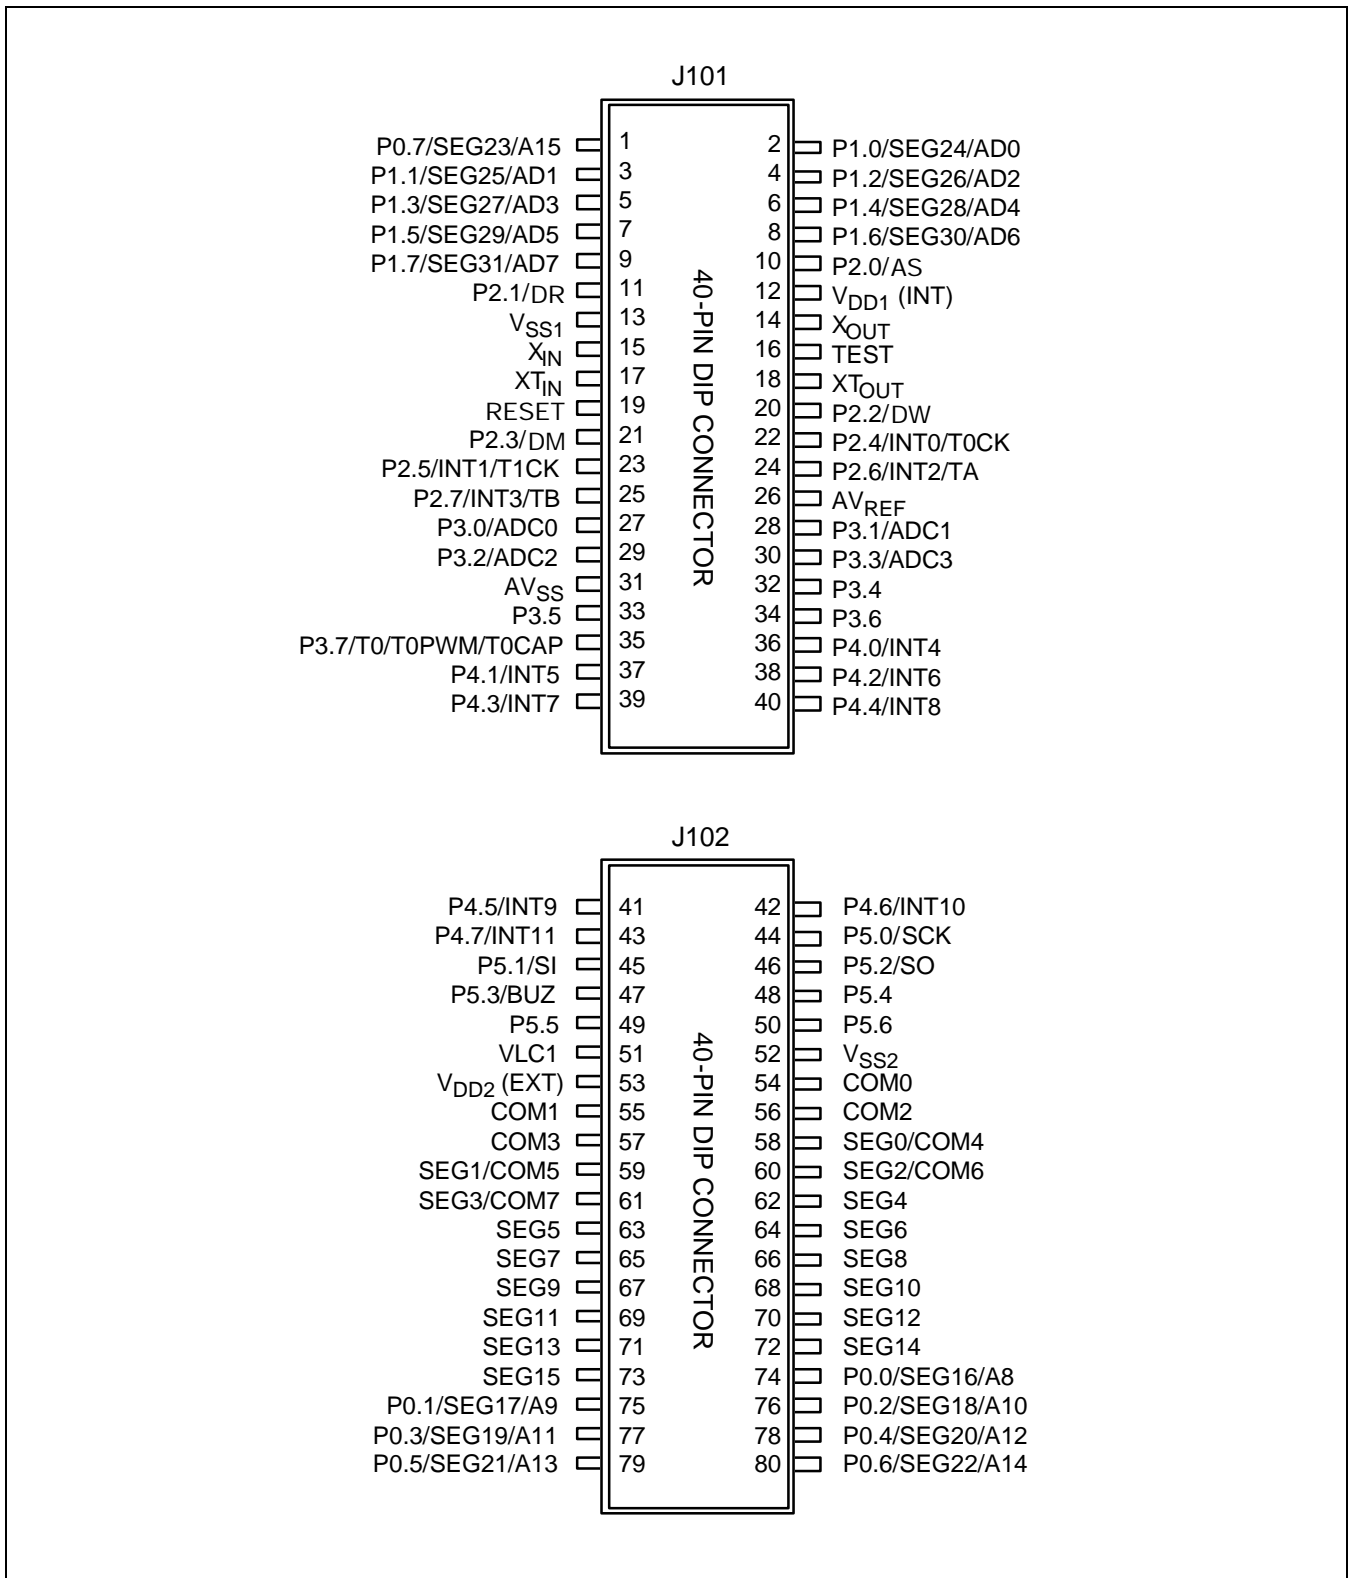 J101
P0.7/SEG23/A15 1 2 P1.0/SEG24/AD0
P1.1/SEG25/AD1 3 4 P1.2/SEG26/AD2
P1.3/SEG27/AD3 5 6 P1.4/SEG28/AD4
P1.5/SEG29/AD5 7 8 P1.6/SEG30/AD6
P1.7/SEG31/AD7 9 10 P2.0/AS
P2.1/DR 11 12 VDD1 (INT)
VSS1 13 14 XOUT
XIN 15 16 TEST
XTIN 17 18 XTOUT
RESET 19 20 P2.2/DW
P2.3/DM 21 22 P2.4/INT0/T0CK
P2.5/INT1/T1CK 23 24 P2.6/INT2/TA
P2.7/INT3/TB 25 26 AVREF
P3.0/ADC0 27 28 P3.1/ADC1
P3.2/ADC2 29 30 P3.3/ADC3
AVSS 31 32 P3.4
P3.5 33 34 P3.6
P3.7/T0/T0PWM/T0CAP 35 36 P4.0/INT4
P4.1/INT5 37 38 P4.2/INT6
P4.3/INT7 39 40 P4.4/INT8
40-PIN DIP CONNECTOR
J102
P4.5/INT9 41 42 P4.6/INT10
P4.7/INT11 43 44 P5.0/SCK
P5.1/SI 45 46 P5.2/SO
P5.3/BUZ 47 48 P5.4
P5.5 49 50 P5.6
VLC1 51 52 VSS2
VDD2 (EXT) 53 54 COM0
COM1 55 56 COM2
COM3 57 58 SEG0/COM4
SEG1/COM5 59 60 SEG2/COM6
SEG3/COM7 61 62 SEG4
SEG5 63 64 SEG6
SEG7 65 66 SEG8
SEG9 67 68 SEG10
SEG11 69 70 SEG12
SEG13 71 72 SEG14
SEG15 73 74 P0.0/SEG16/A8
P0.1/SEG17/A9 75 76 P0.2/SEG18/A10
P0.3/SEG19/A11 77 78 P0.4/SEG20/A12
P0.5/SEG21/A13 79 80 P0.6/SEG22/A14
40-PIN DIP CONNECTOR